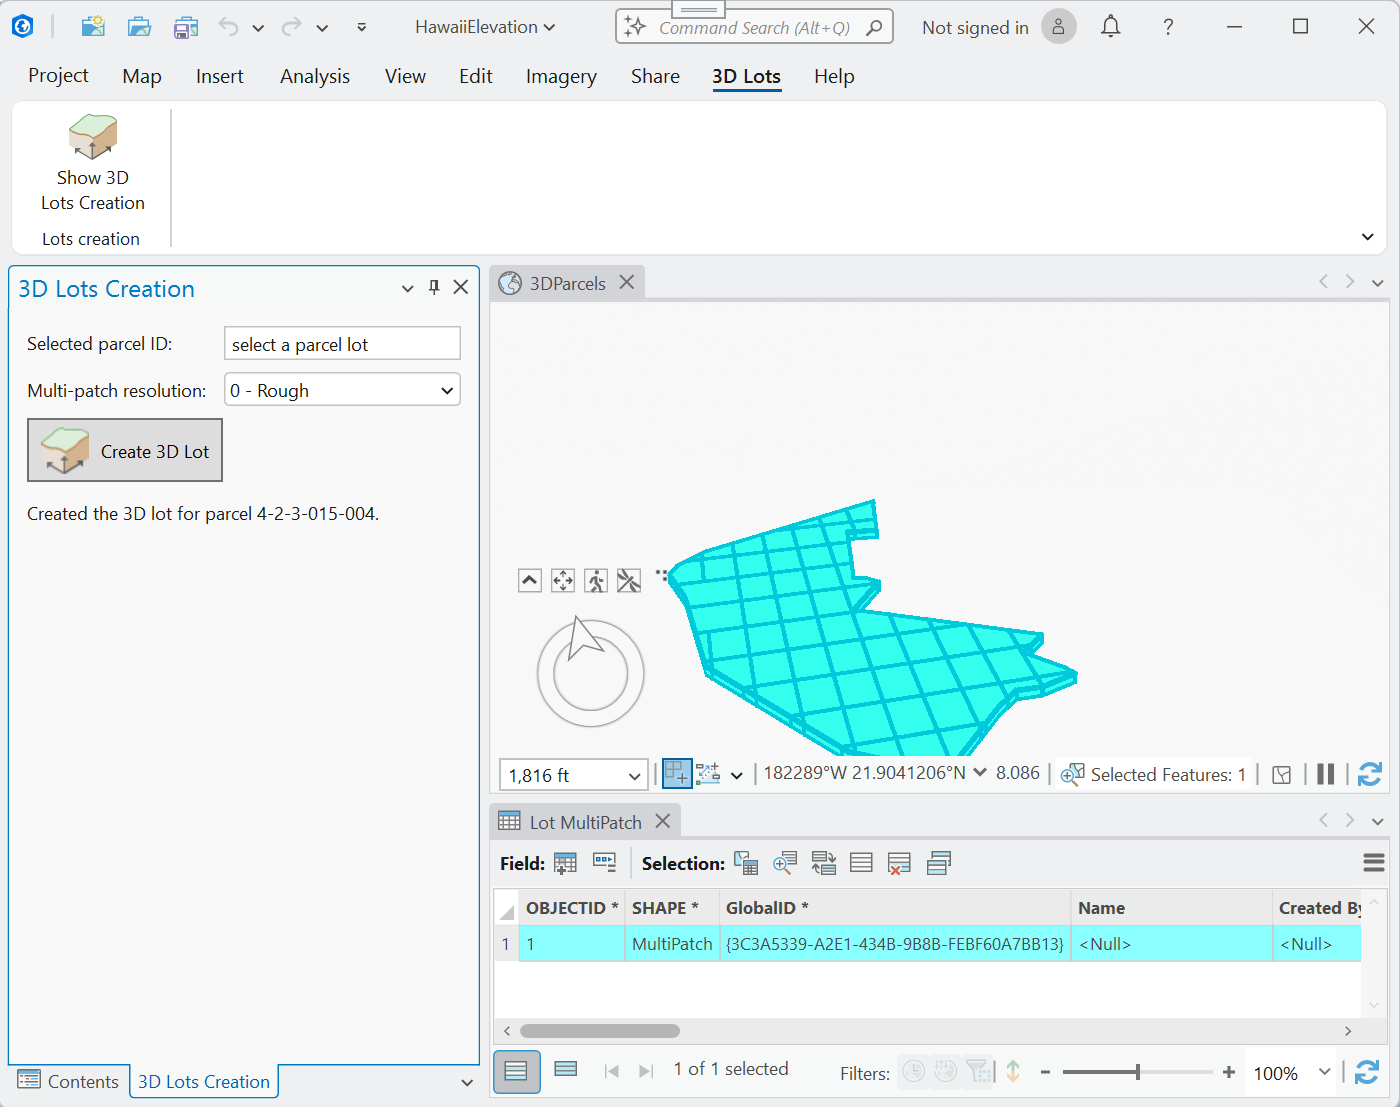 HawaiiElevation
Command Search (Alt+Q)
Not signed in
?
Project Map Insert Analysis View Edit Imagery Share 3D Lots Help
Show 3D
Lots Creation
Lots creation
3D Lots Creation
Selected parcel ID: select a parcel lot
Multi-patch resolution: 0 - Rough
Create 3D Lot
Created the 3D lot for parcel 4-2-3-015-004.
Contents
3D Lots Creation
3DParcels
1,816 ft
182289°W 21.9041206°N
8.086
Selected Features: 1
Lot MultiPatch
Field:
Selection:
OBJECTID * SHAPE * GlobalID * Name Created By
1 1 MultiPatch {3C3A5339-A2E1-434B-9B8B-FEBF60A7BB13} <Null> <Null>
1 of 1 selected
Filters:
100%